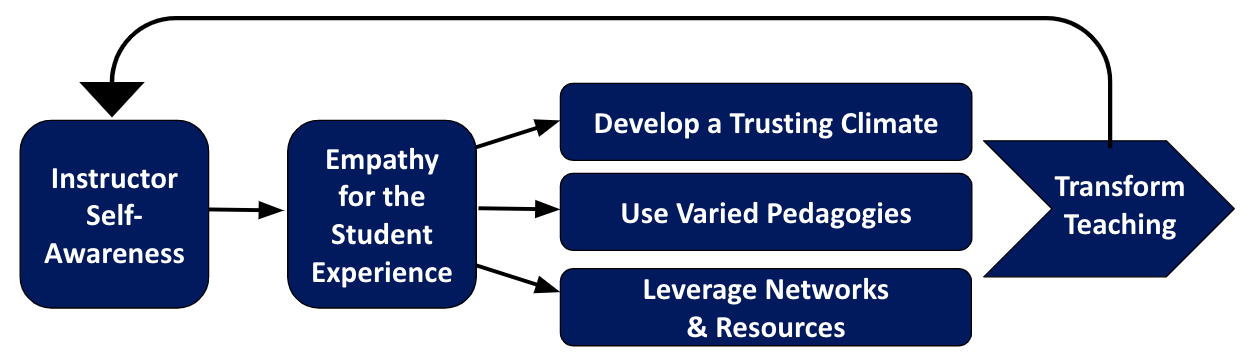 Instructor
Self-
Awareness
Empathy
for the
Student
Experience
Develop a Trusting Climate
Use Varied Pedagogies
Leverage Networks
& Resources
Transform
Teaching